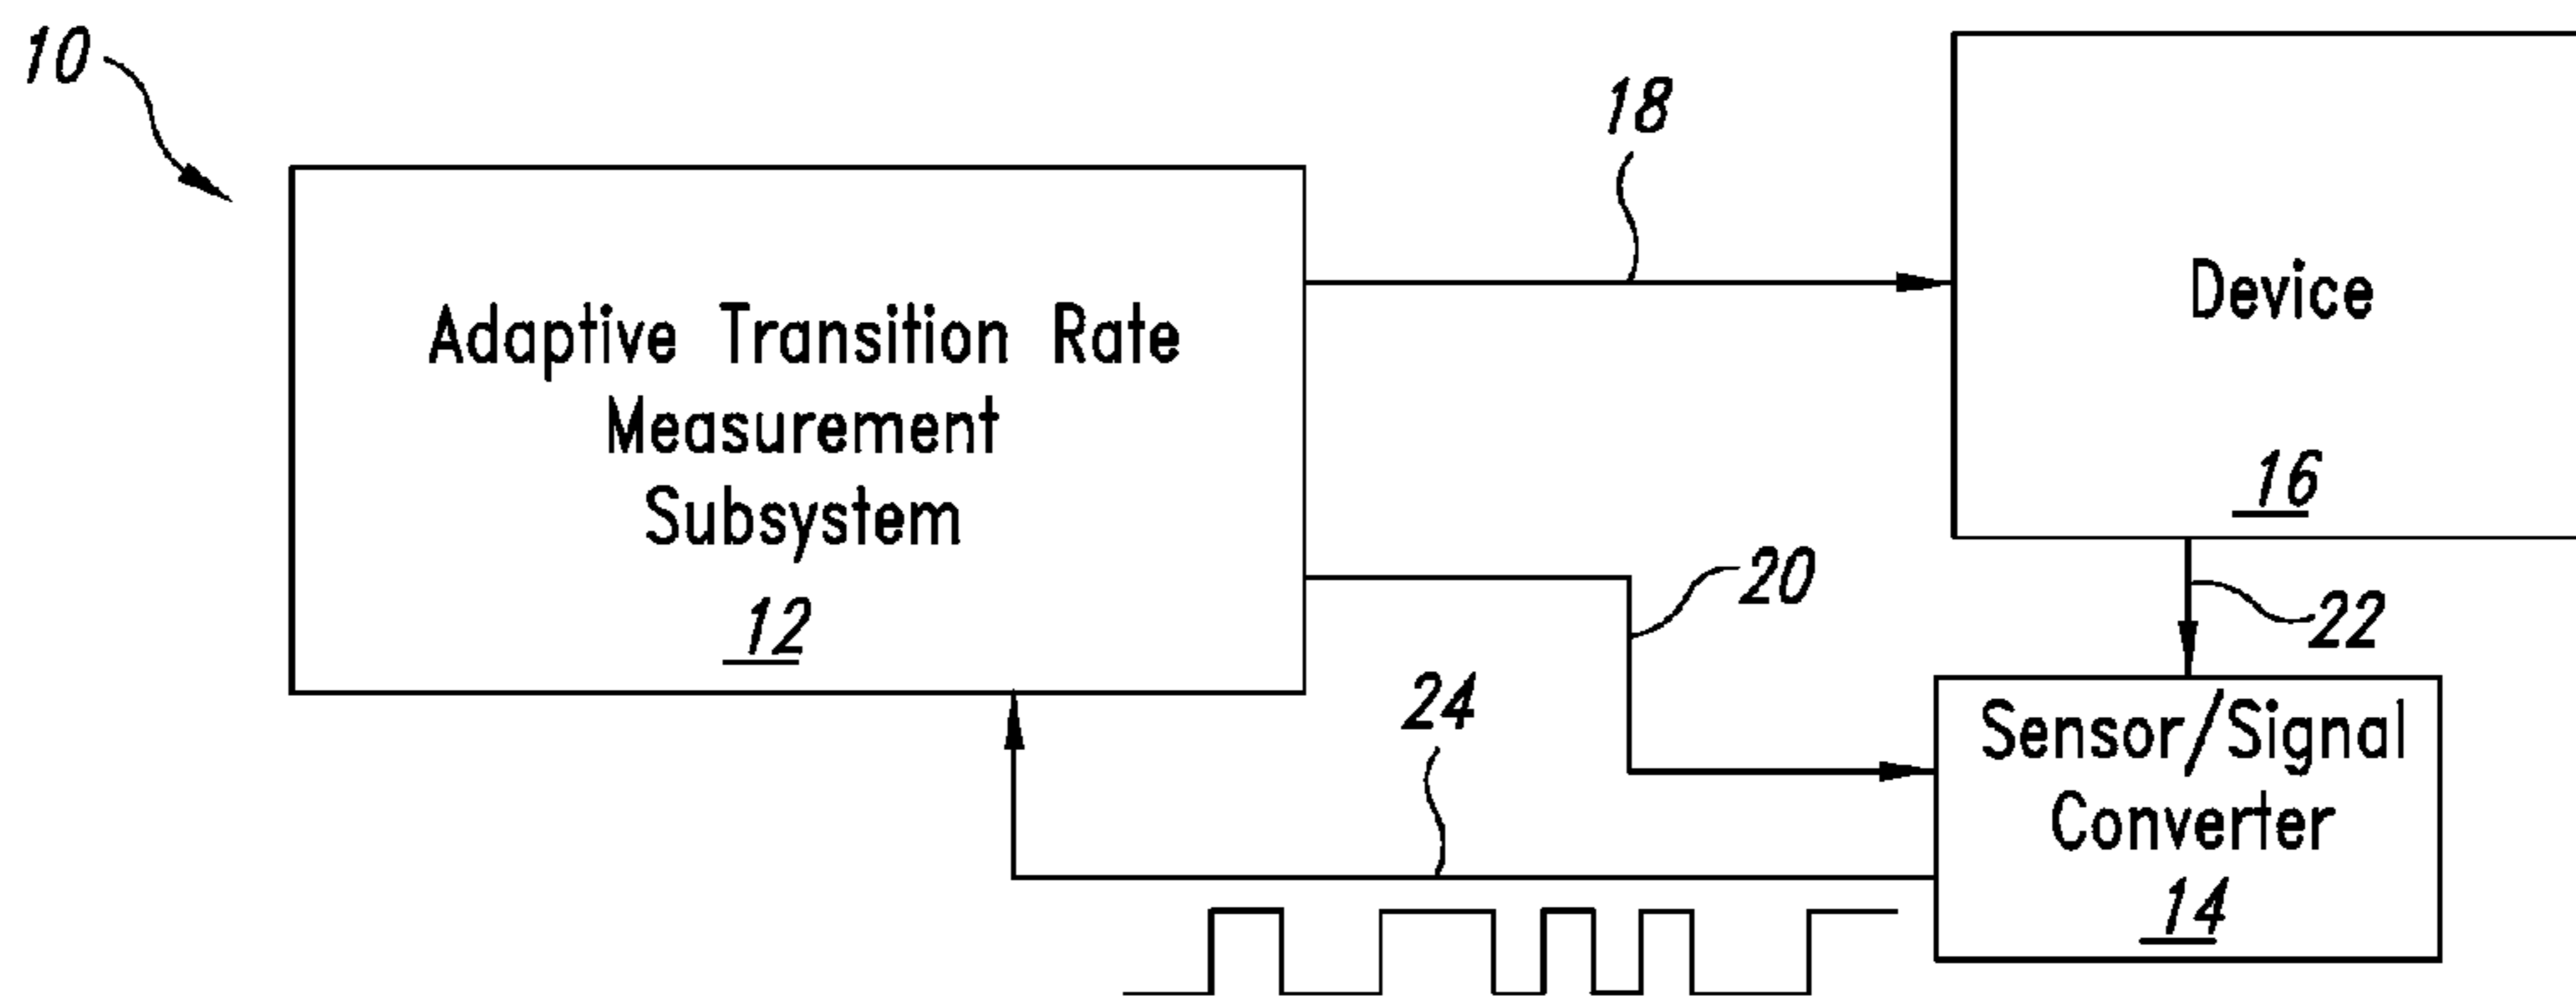 10
18
Device
16
Adaptive Transition Rate
Measurement
Subsystem
12
20
22
24
Sensor/Signal
Converter
14